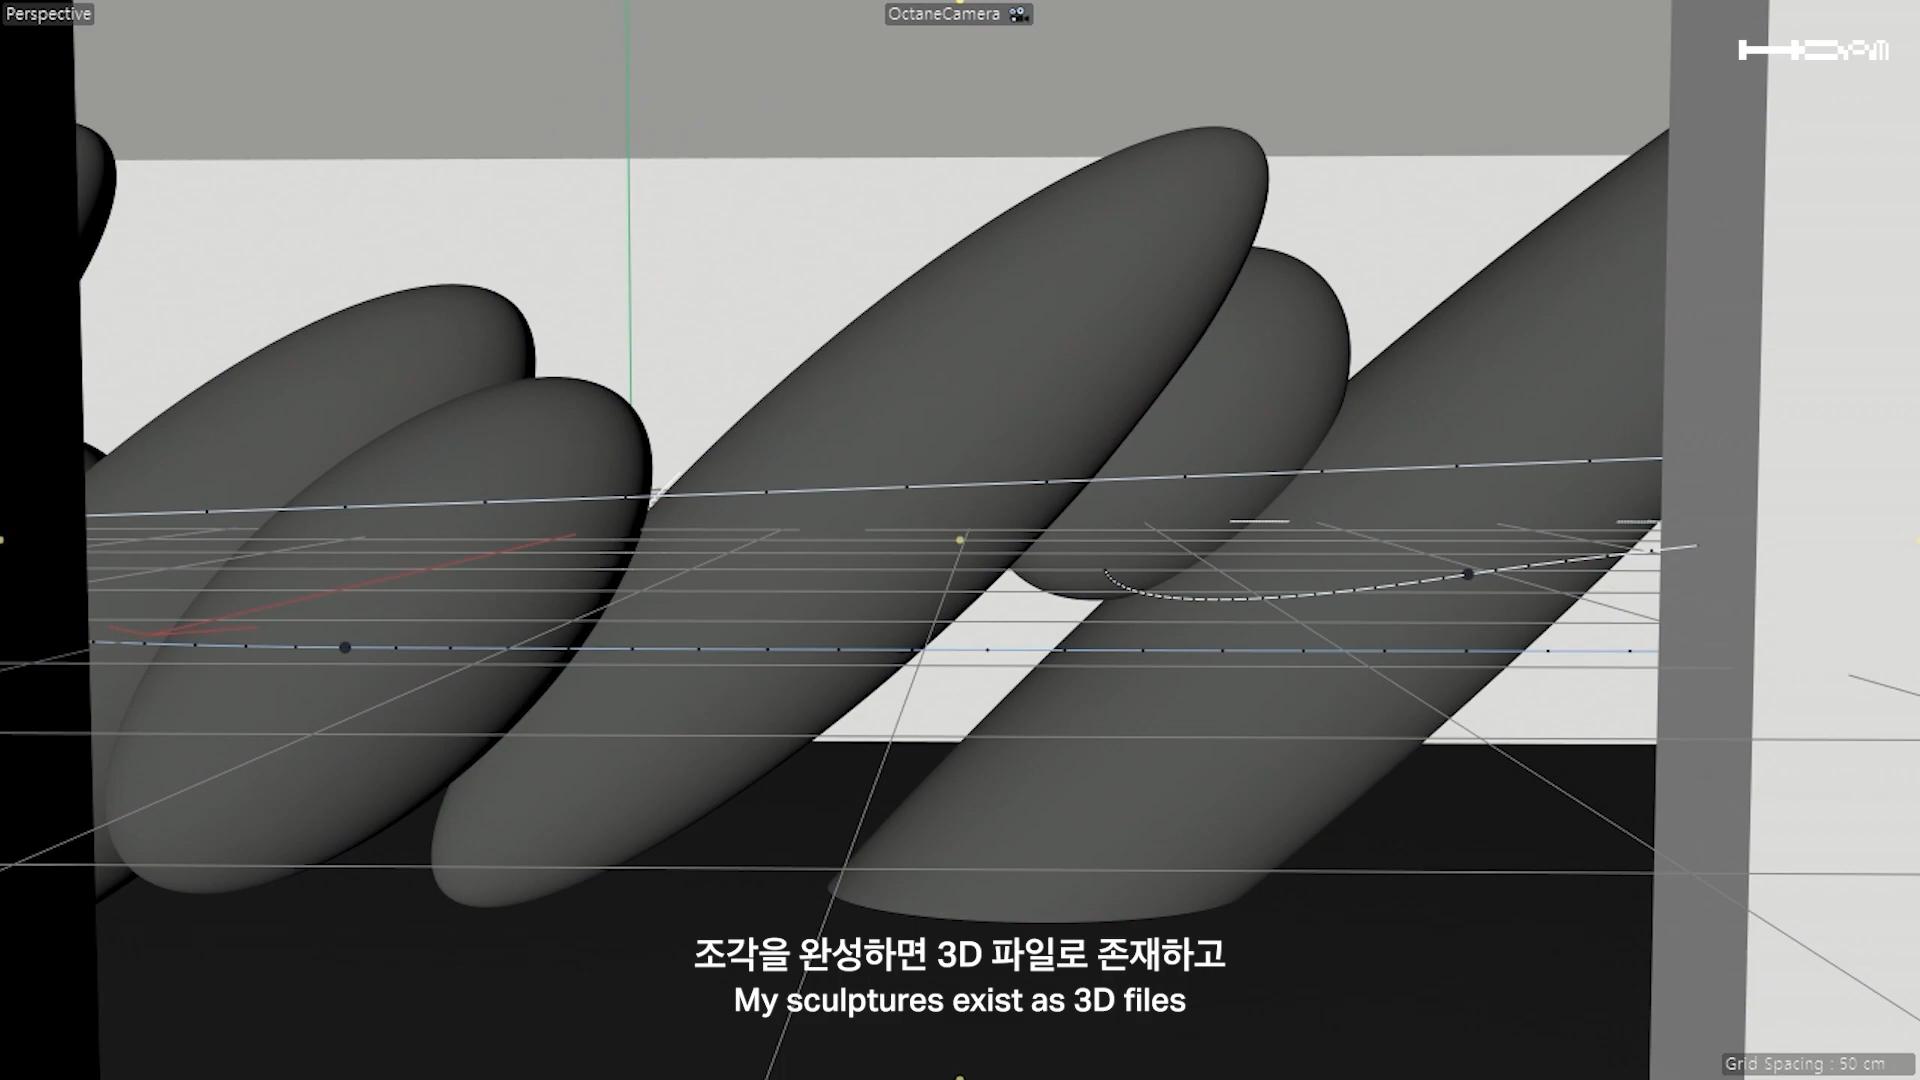 Perspective
OctaneCamera
조각을 완성하면 3D 파일로 존재하고
My sculptures exist as 3D files
Grid Spacing : 50 cm